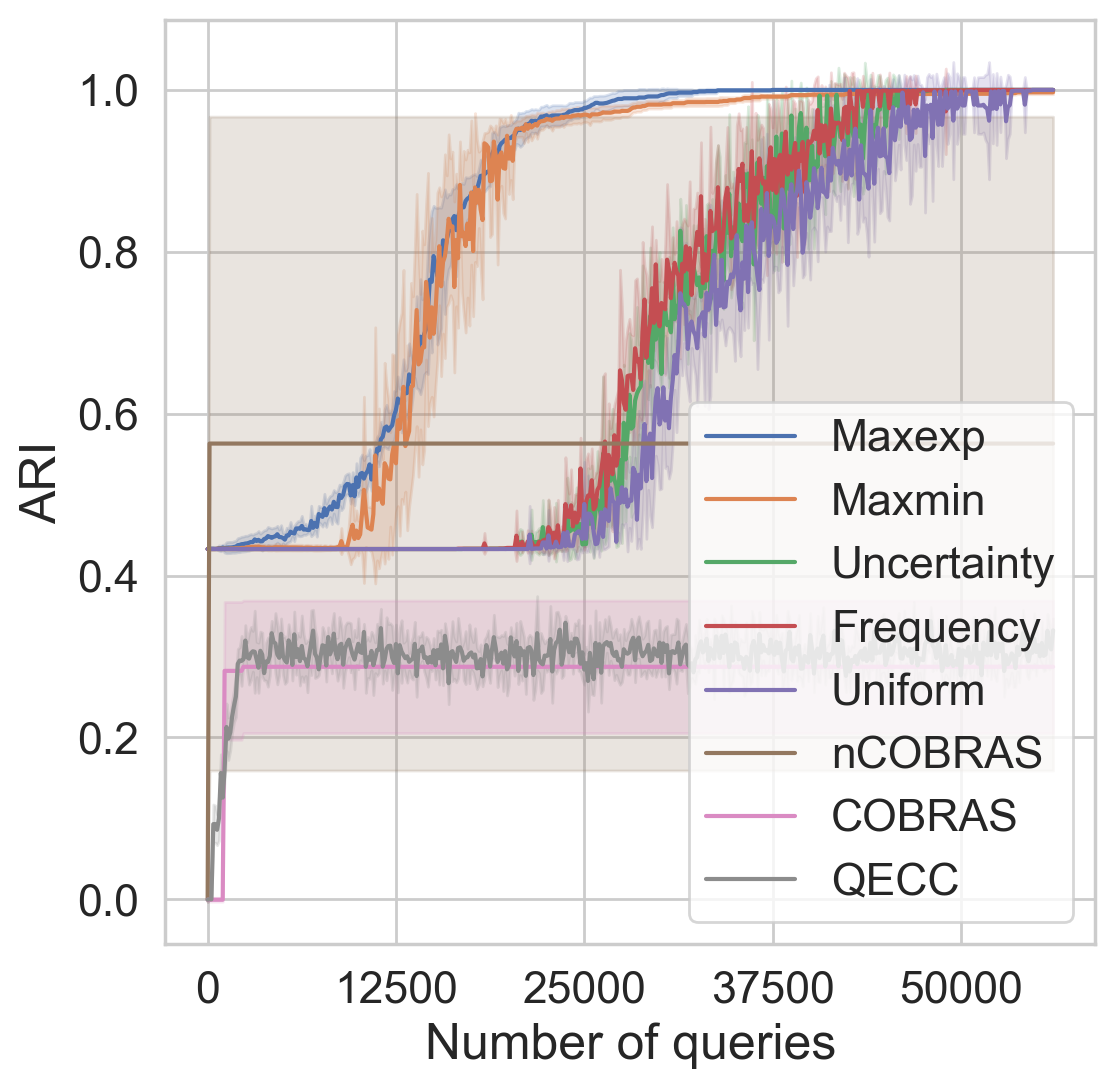 1.0
0.8
0.6
0.4
0.2
0.0
ARI
0 12500 25000 37500 50000
Number of queries
Maxexp
Maxmin
Uncertainty
Frequency
Uniform
nCOBRAS
COBRAS
QECC